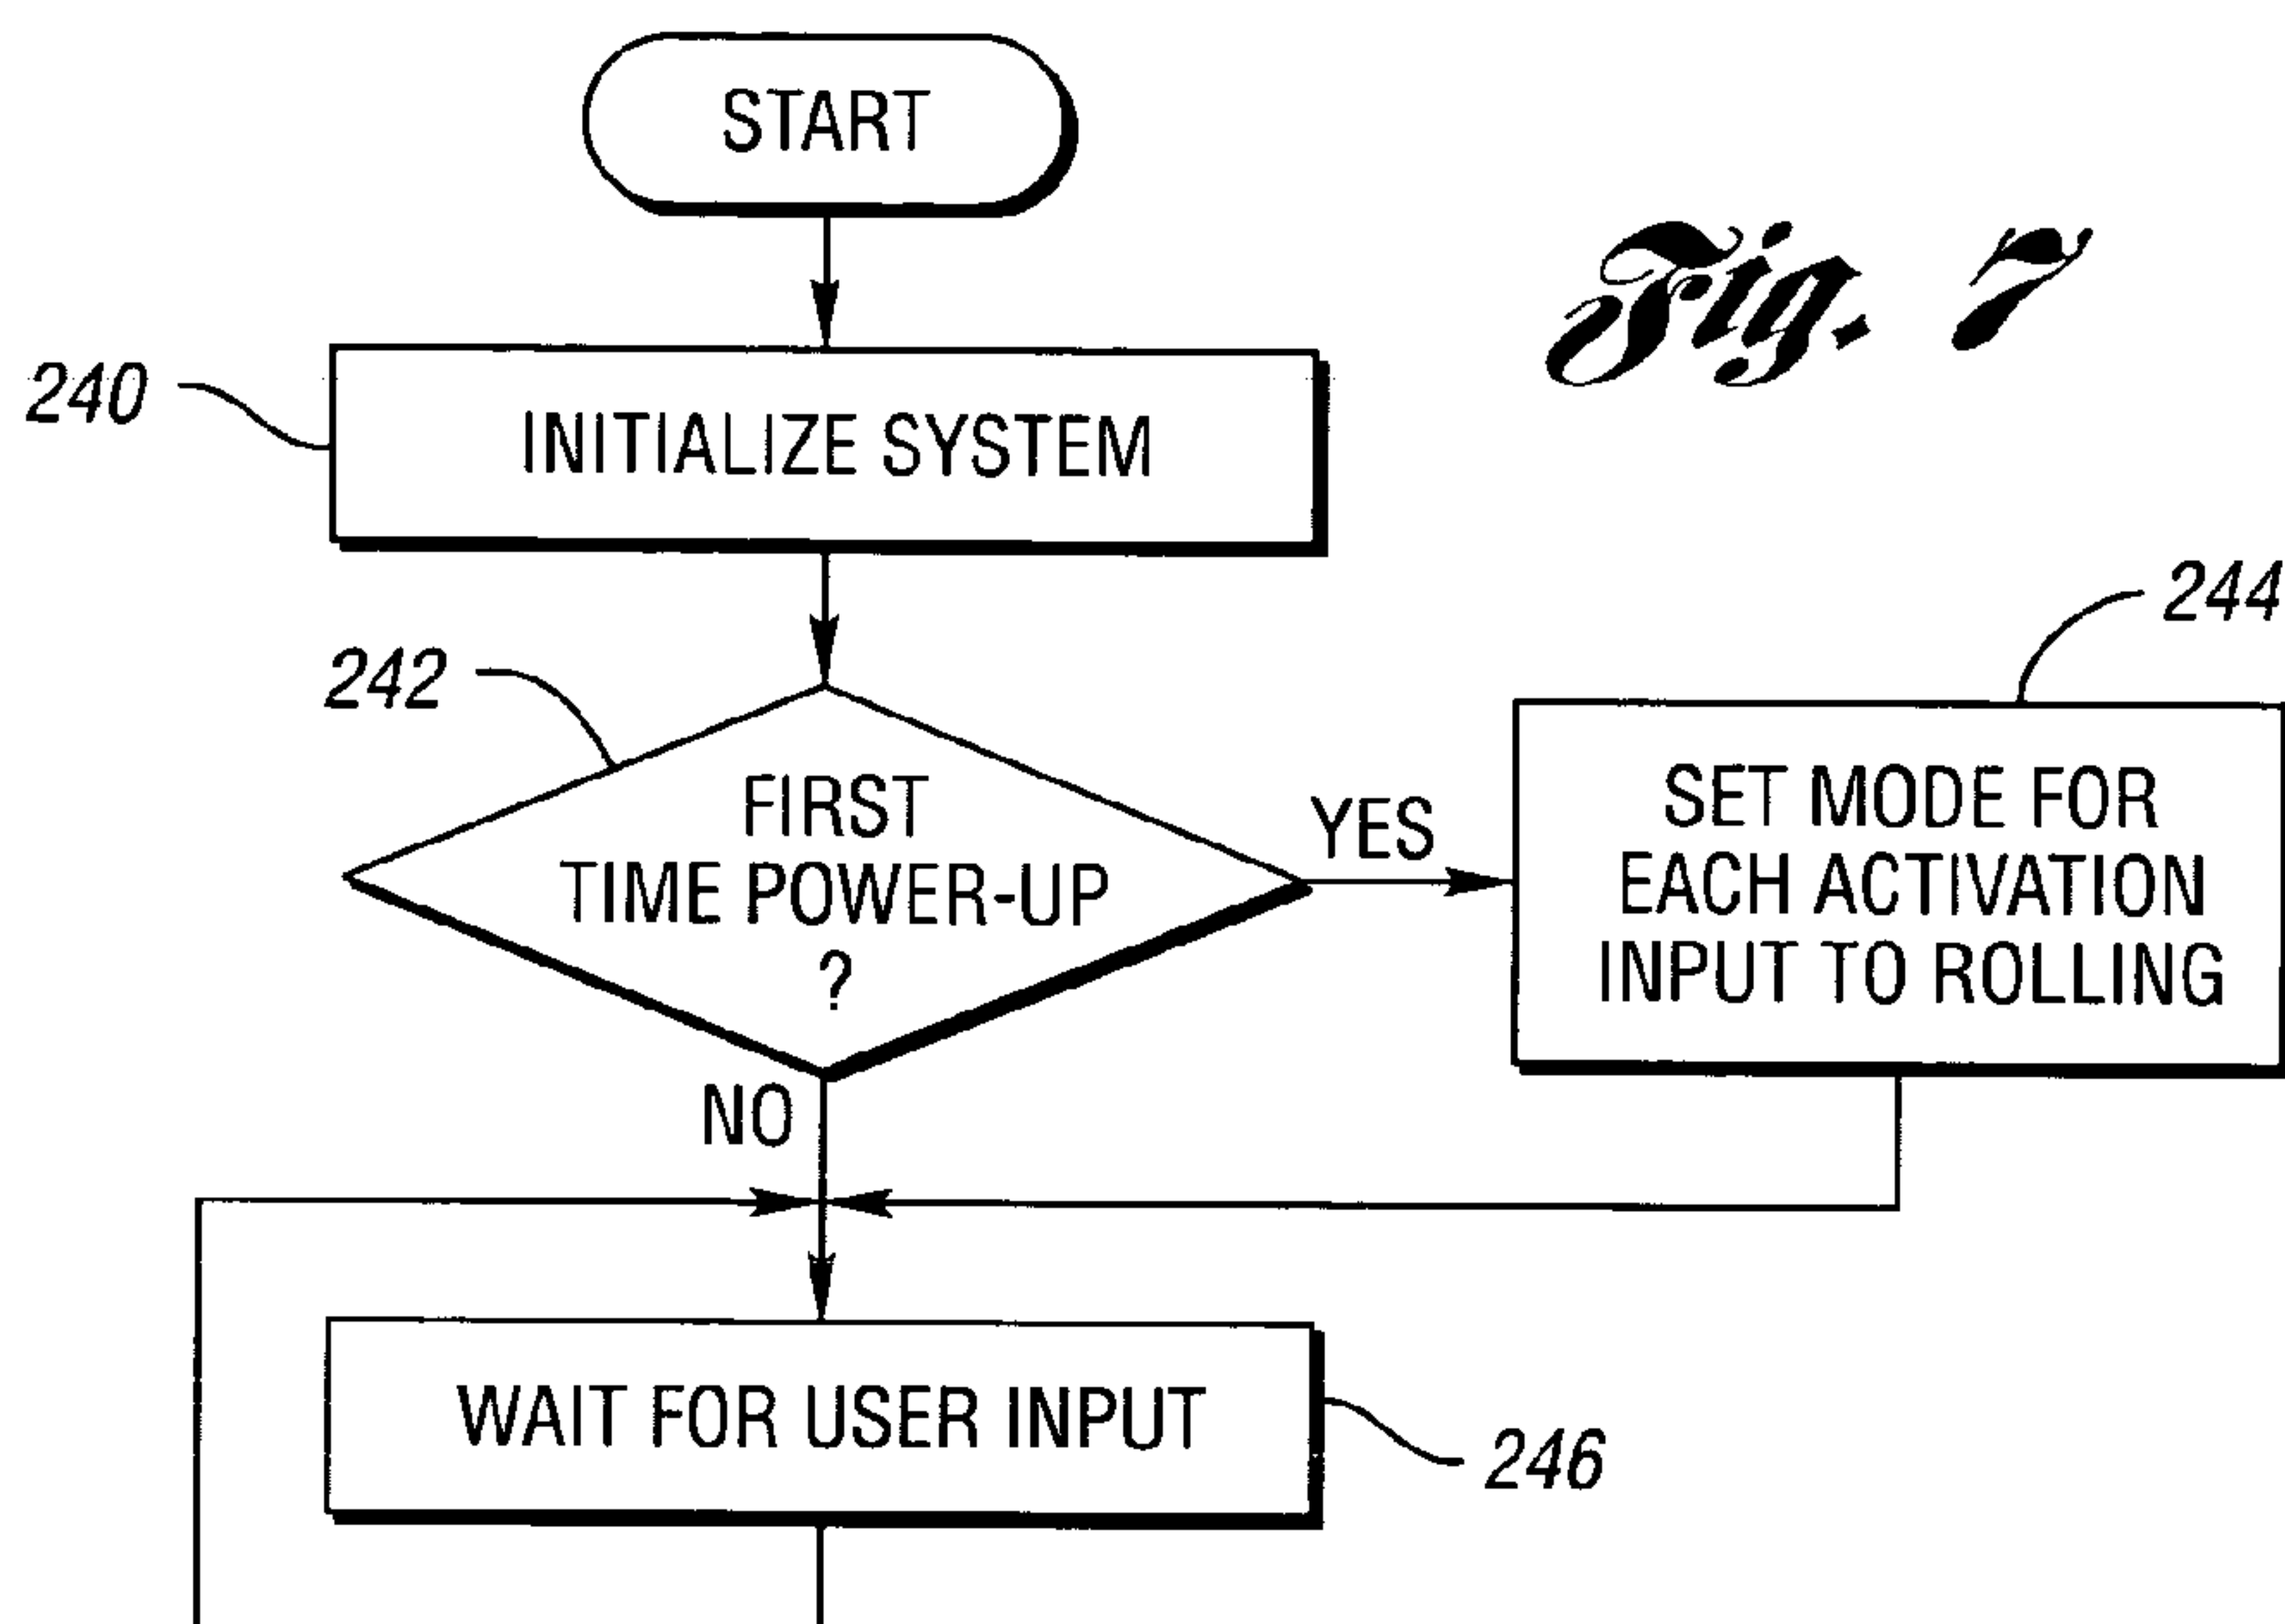 START
Fig. 7
240
INITIALIZE SYSTEM
244
242
FIRST
TIME POWER-UP
?
YES
SET MODE FOR
EACH ACTIVATION
INPUT TO ROLLING
NO
WAIT FOR USER INPUT
246